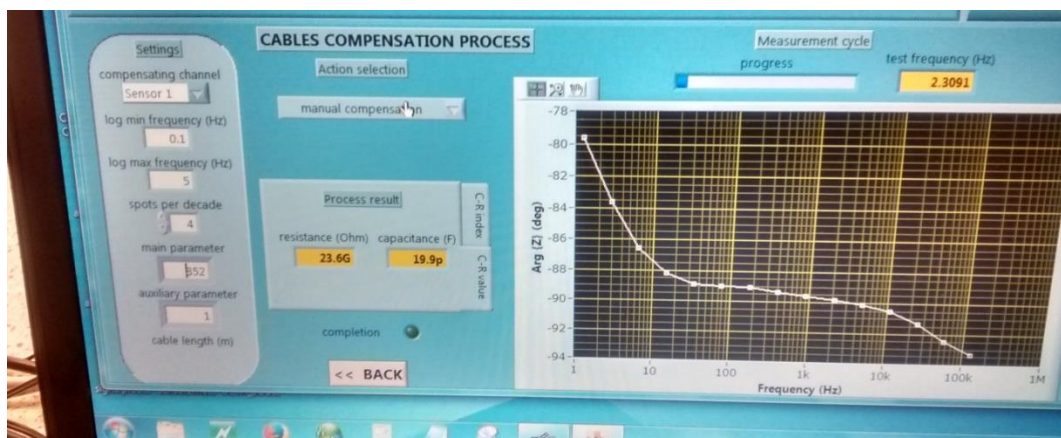 CABLES COMPENSATION PROCESS
Settings
compensating channel
Sensor 1
log min frequency (Hz)
0.1
log max frequency (Hz)
5
spots per decade
4
main parameter
352
auxiliary parameter
1
cable length (m)
Action selection
manual compensation
Process result
resistance (Ohm) capacitance (F)
23.6G 19.9p
C-R index
C-R value
completion
<< BACK
Measurement cycle
progress
test frequency (Hz)
2.3091
Arg (Z) (deg)
-78
-80
-82
-84
-86
-88
-90
-92
-94
1 10 100 1k 10k 100k 1M
Frequency (Hz)